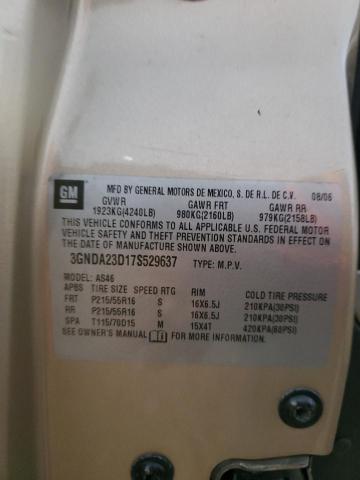 GM
MFD BY GENERAL MOTORS DE MEXICO, S. DE R.L. DE C.V. 08/06
GVWR GAWR FRT GAWR RR
1923KG(4240LB) 980KG(2160LB) 979KG(2158LB)
THIS VEHICLE CONFORMS TO ALL APPLICABLE U.S. FEDERAL MOTOR
VEHICLE SAFETY AND THEFT PREVENTION STANDARDS IN EFFECT ON
THE DATE OF MANUFACTURE SHOWN ABOVE.
3GNDA23D17S529637 TYPE: M.P.V.
MODEL: AS46
APBS TIRE SIZE SPEED RTG RIM COLD TIRE PRESSURE
FRT P215/55R16 S 16X6.5J 210KPA(30PSI)
RR P215/55R16 S 16X6.5J 210KPA(30PSI)
SPA T115/70D15 M 15X4T 420KPA(60PSI)
SEE OWNER'S MANUAL